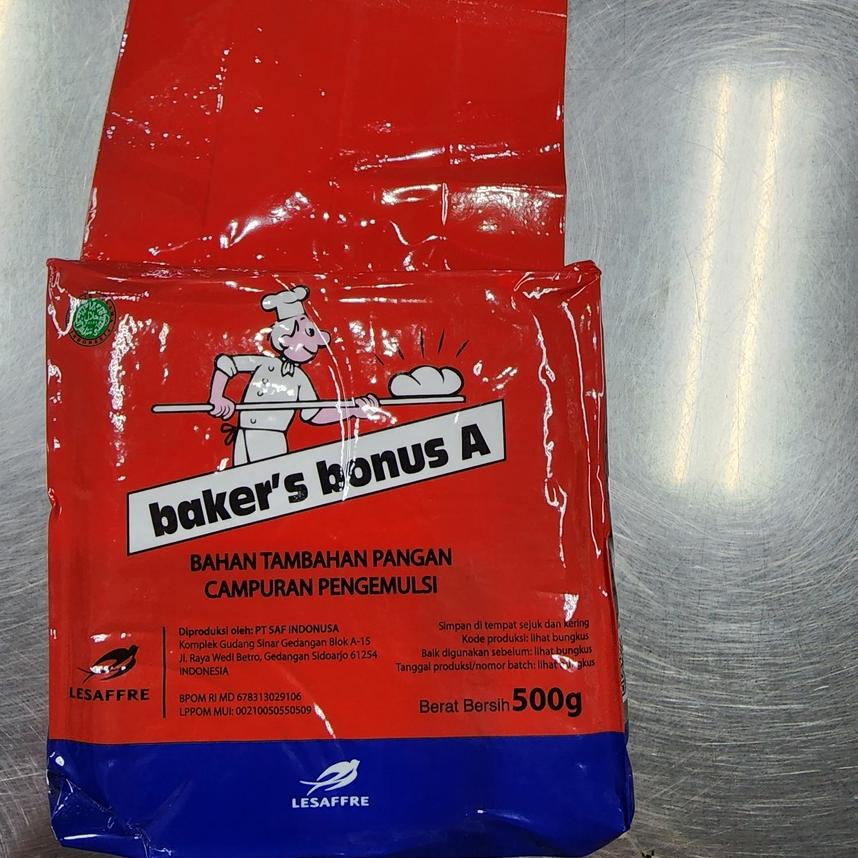 baker's bonus A
BAHAN TAMBAHAN PANGAN
CAMPURAN PENGEMULSI
Diproduksi oleh: PT SAF INDONUSA
Komplek Gudang Sinar Gedangan Blok A-15
Jl. Raya Wedi Betro, Gedangan Sidoarjo 61254
INDONESIA
BPOM RI MD 678313029106
LPPOM MUI: 00210050550509
Simpan di tempat sejuk dan kering
Kode produksi: lihat bungkus
Baik digunakan sebelum: lihat bungkus
Tanggal produksi/nomor batch: lihat bungkus
Berat Bersih 500g
LESAFFRE
LESAFFRE